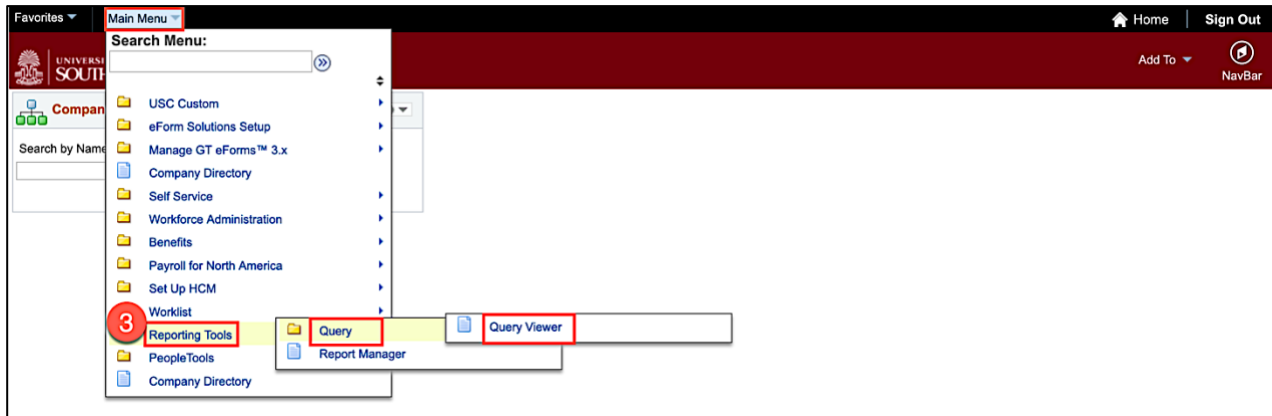 Favorites Main Menu Home Sign Out
Search Menu:
UNIVERSI
SOUTH
Add To NavBar
Compan
Search by Name
USC Custom
eForm Solutions Setup
Manage GT eForms™ 3.x
Company Directory
Self Service
Workforce Administration
Benefits
Payroll for North America
Set Up HCM
Worklist
3 Reporting Tools Query Query Viewer
PeopleTools Report Manager
Company Directory